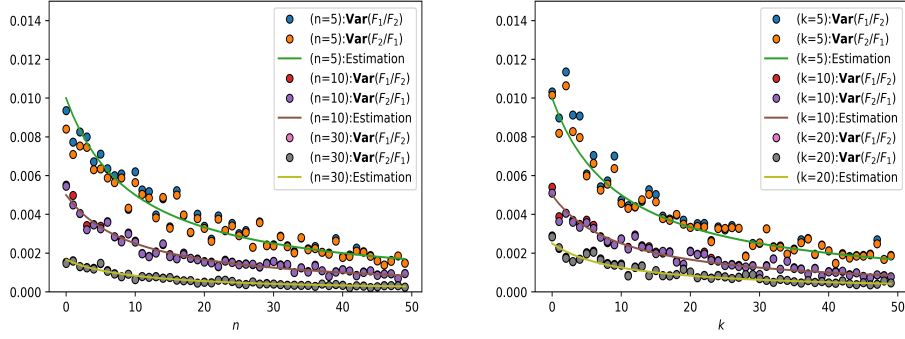 0.014
0.012
0.010
0.008
0.006
0.004
0.002
0.000
0 10 20 30 40 50
n
(n=5):Var(F₁/F₂)
(n=5):Var(F₂/F₁)
(n=5):Estimation
(n=10):Var(F₁/F₂)
(n=10):Var(F₂/F₁)
(n=10):Estimation
(n=30):Var(F₁/F₂)
(n=30):Var(F₂/F₁)
(n=30):Estimation
0.014
0.012
0.010
0.008
0.006
0.004
0.002
0.000
0 10 20 30 40 50
k
(k=5):Var(F₁/F₂)
(k=5):Var(F₂/F₁)
(k=5):Estimation
(k=10):Var(F₁/F₂)
(k=10):Var(F₂/F₁)
(k=10):Estimation
(k=20):Var(F₁/F₂)
(k=20):Var(F₂/F₁)
(k=20):Estimation